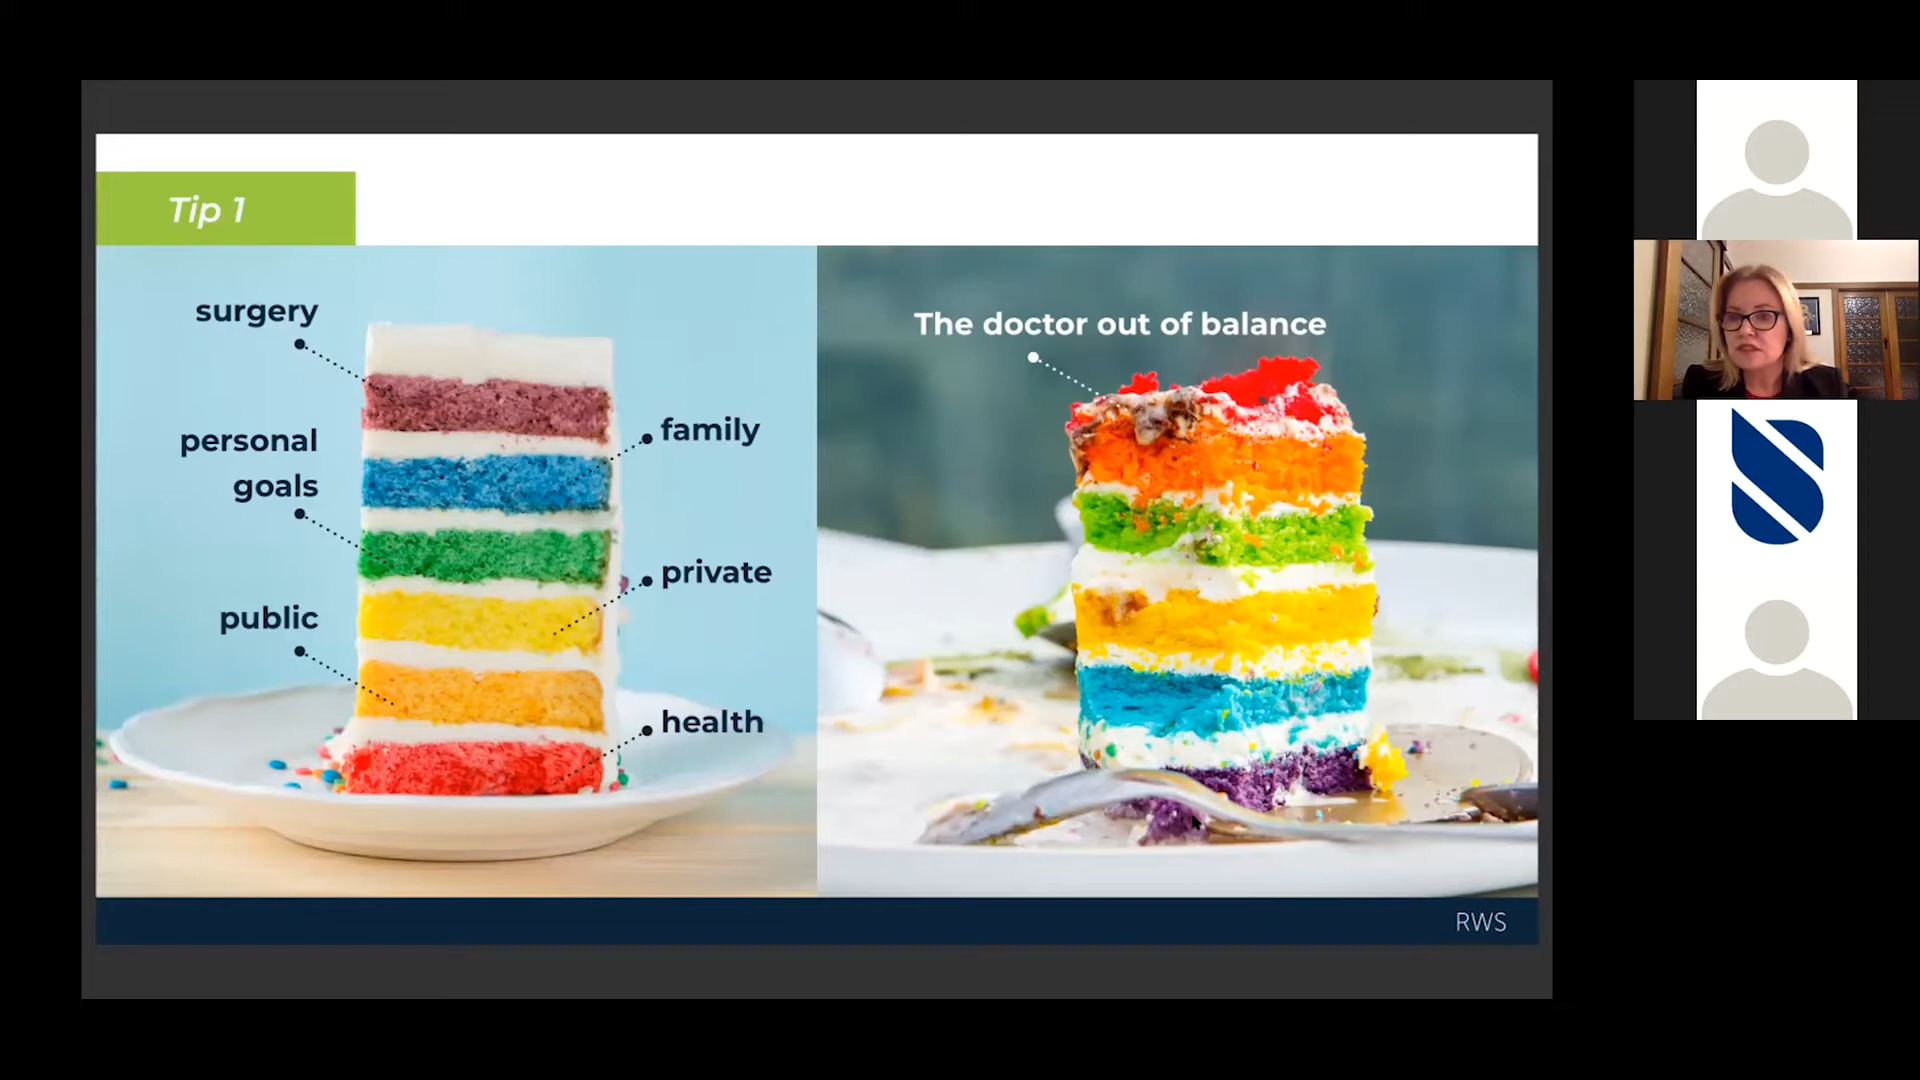 Tip 1
surgery
personal
goals
public
family
private
health
The doctor out of balance
RWS